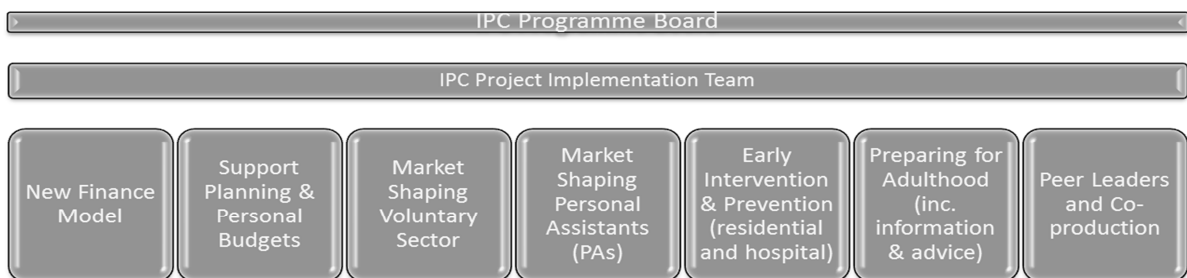 IPC Programme Board
IPC Project Implementation Team
New Finance
Model
Support
Planning &
Personal
Budgets
Market
Shaping
Voluntary
Sector
Market
Shaping
Personal
Assistants
(PAs)
Early
Intervention
& Prevention
(residential
and hospital)
Preparing for
Adulthood
(inc.
information
& advice)
Peer Leaders
and Co-
production